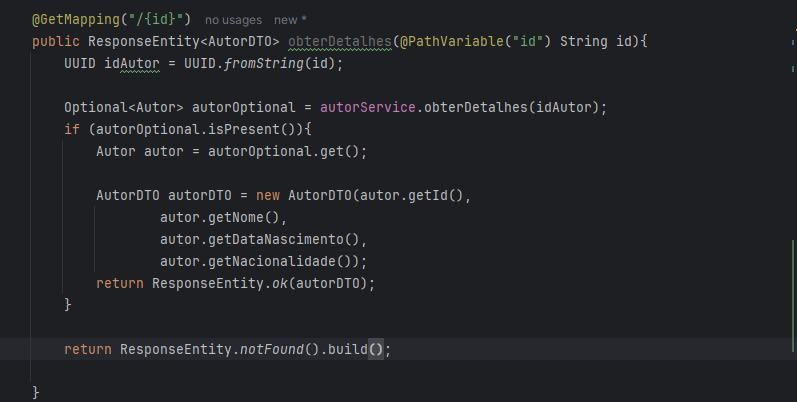 @GetMapping("/{id}") no usages new *
public ResponseEntity<AutorDTO> obterDetalhes(@PathVariable("id") String id){
UUID idAutor = UUID.fromString(id);
Optional<Autor> autorOptional = autorService.obterDetalhes(idAutor);
if (autorOptional.isPresent()){
Autor autor = autorOptional.get();
AutorDTO autorDTO = new AutorDTO(autor.getId(),
autor.getNome(),
autor.getDataNascimento(),
autor.getNacionalidade());
return ResponseEntity.ok(autorDTO);
}
return ResponseEntity.notFound().build();
}